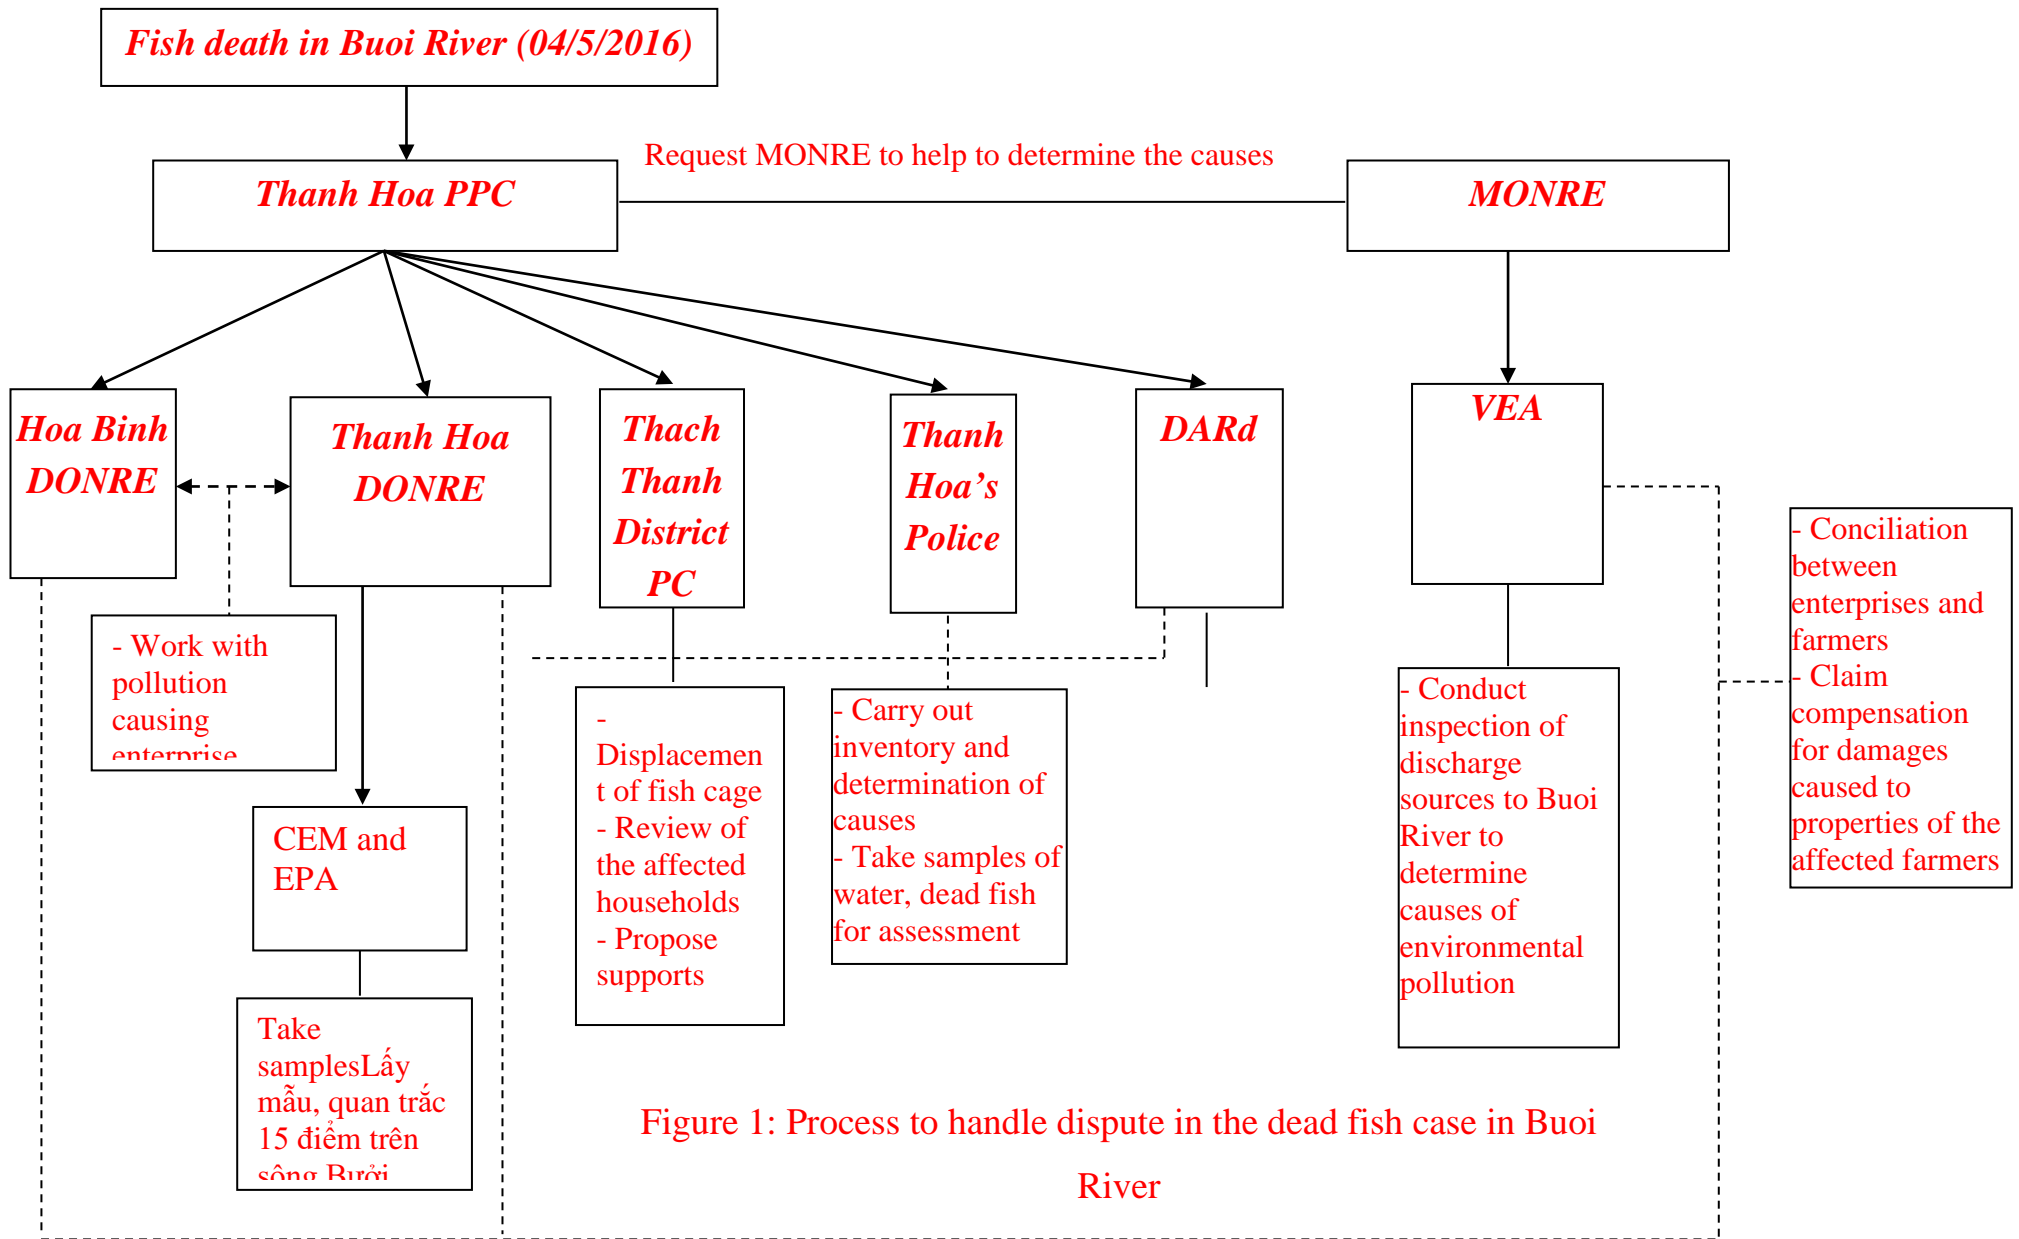 Fish death in Buoi River (04/5/2016)
Request MONRE to help to determine the causes
Thanh Hoa PPC
MONRE
Hoa Binh
DONRE
Thanh Hoa
DONRE
Thach
Thanh
District
PC
Thanh
Hoa’s
Police
DARd
VEA
- Work with
pollution
causing
enterprise
CEM and
EPA
Take
samplesLấy
mẫu, quan trắc
15 điểm trên
sông Bưởi
-
Displacemen
t of fish cage
- Review of
the affected
households
- Propose
supports
- Carry out
inventory and
determination of
causes
- Take samples of
water, dead fish
for assessment
- Conduct
inspection of
discharge
sources to Buoi
River to
determine
causes of
environmental
pollution
- Conciliation
between
enterprises and
farmers
- Claim
compensation
for damages
caused to
properties of the
affected farmers
Figure 1: Process to handle dispute in the dead fish case in Buoi
River